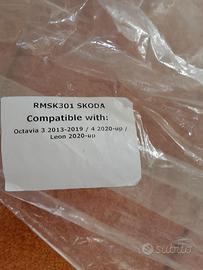 RMSK301 SKODA
Compatible with:
Octavia 3 2013-2019 / 4 2020-up /
Leon 2020-up
subito